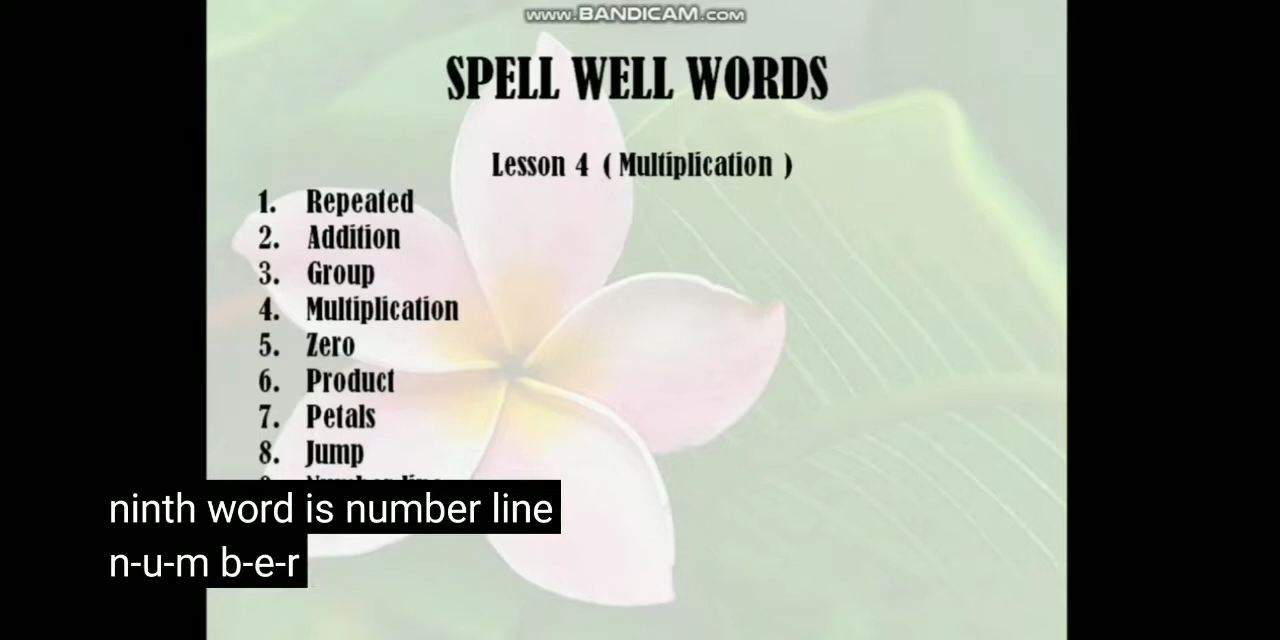 www.BANDICAM.com
SPELL WELL WORDS
Lesson 4 ( Multiplication )
1. Repeated
2. Addition
3. Group
4. Multiplication
5. Zero
6. Product
7. Petals
8. Jump
ninth word is number line
n-u-m b-e-r